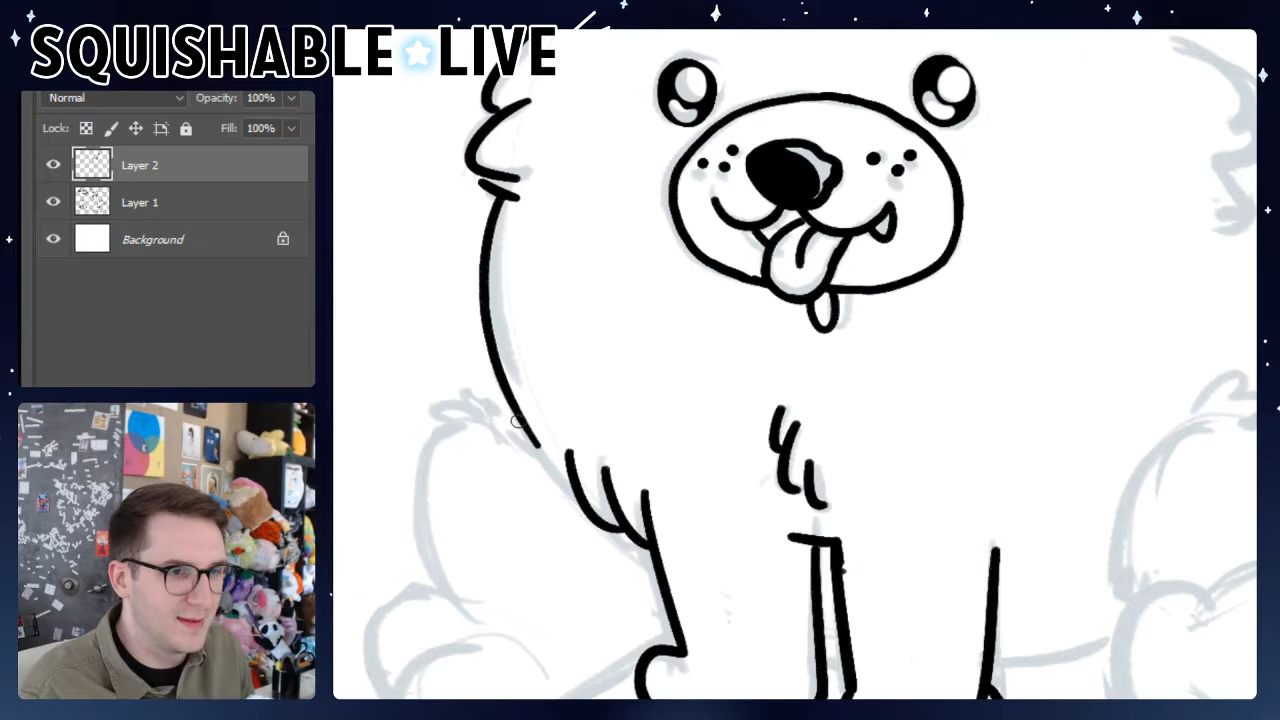 SQUISHABLE LIVE
Normal Opacity: 100%
Lock: Fill: 100%
Layer 2
Layer 1
Background